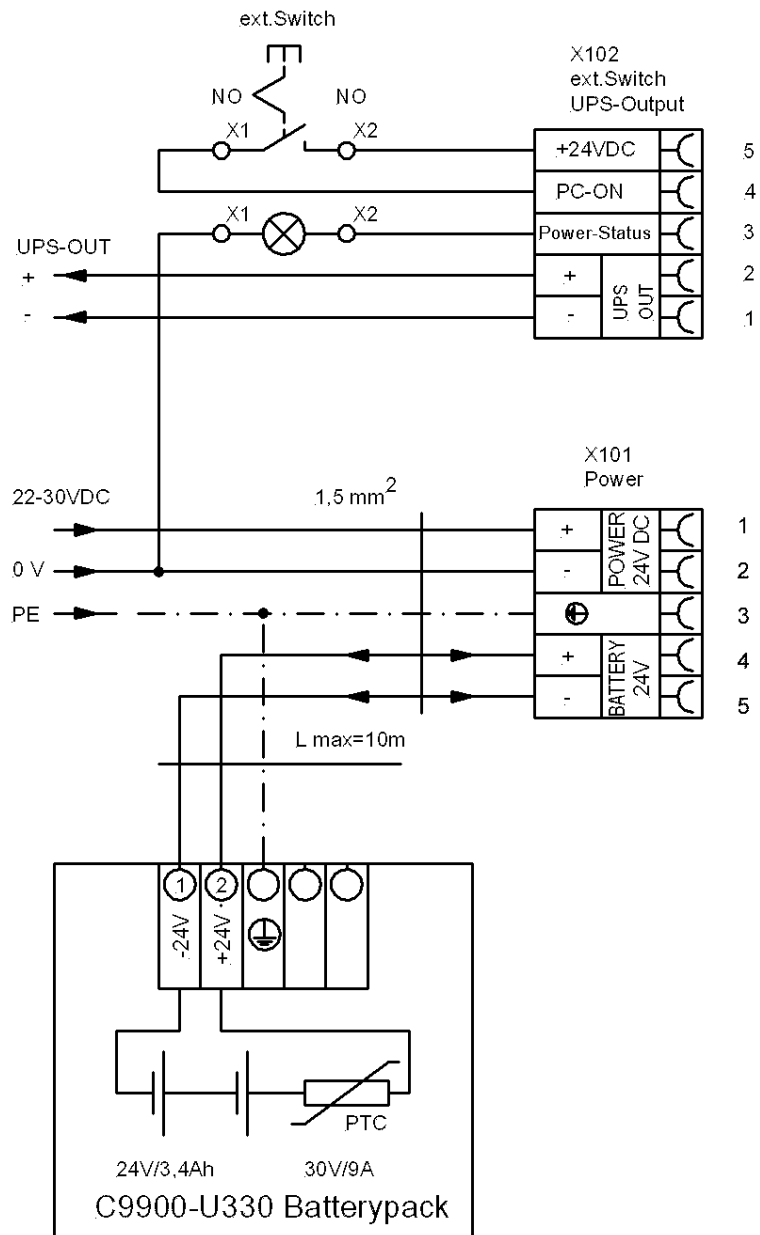 ext.Switch
X102
ext.Switch
UPS-Output
NO
NO
X1
X2
+24VDC
5
PC-ON
4
X1
X2
Power-Status
3
UPS-OUT
+
+
2
-
-
1
UPS
OUT
X101
Power
22-30VDC
1,5 mm²
+
1
0 V
-
2
POWER
24V DC
PE
3
+
4
-
5
BATTERY
24V
L max=10m
1
2
-24V
+24V
PTC
24V/3,4Ah
30V/9A
C9900-U330 Batterypack